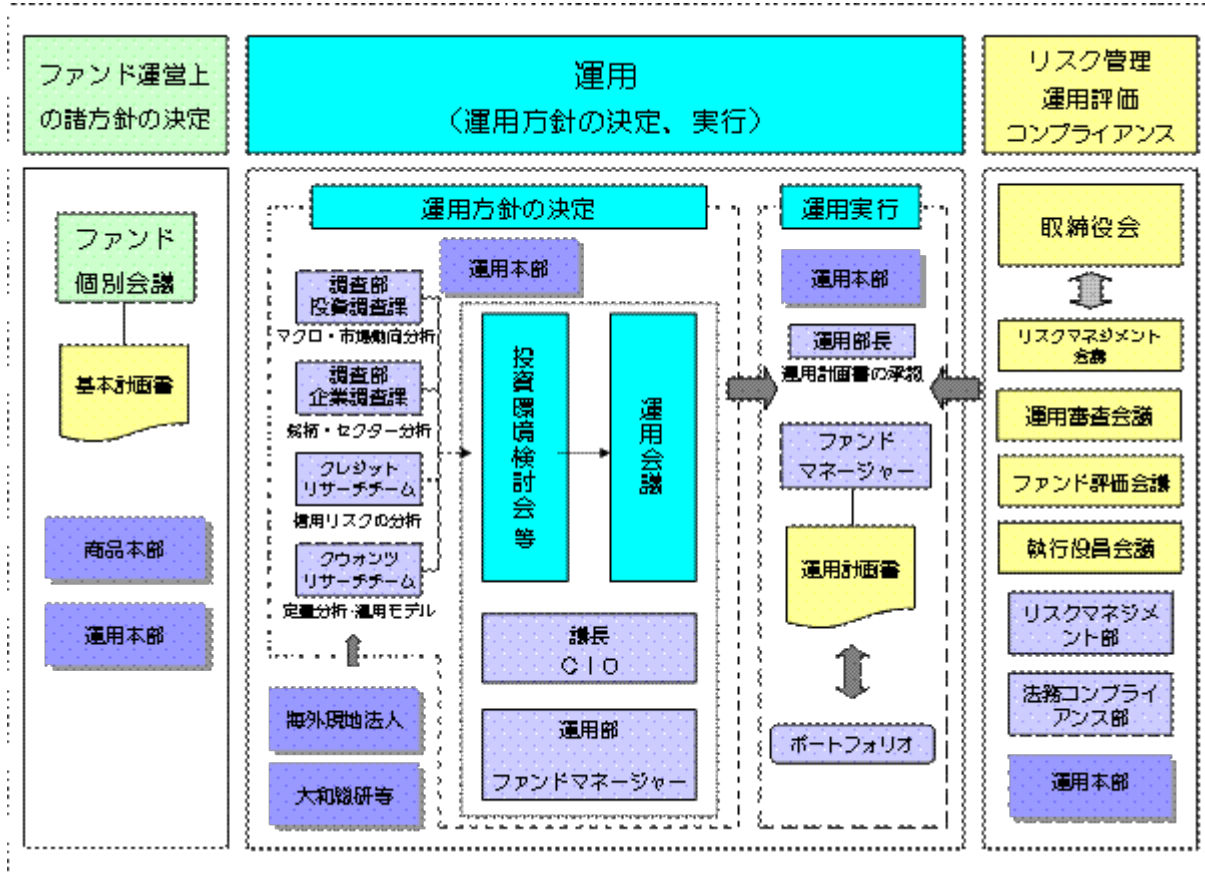 ファンド運営上
の諸方針の決定
運用
（運用方針の決定、実行）
リスク管理
運用評価
コンプライアンス
ファンド
個別会議
基本計画書
商品本部
運用本部
運用方針の決定
運用本部
調査部
投資調査課
マクロ・市場動向分析
調査部
企業調査課
銘柄・セクター分析
クレジット
リサーチチーム
信用リスクの分析
クウォンツ
リサーチチーム
定量分析・運用モデル
海外現地法人
大和総研等
投資環境検討会等
運用会議
議長
ＣＩＯ
運用部
ファンドマネージャー
運用実行
運用本部
運用部長
運用計画書の承認
ファンド
マネージャー
運用計画書
ポートフォリオ
取締役会
リスクマネジメント
会議
運用審査会議
ファンド評価会議
執行役員会議
リスクマネジメ
ント部
法務コンプライ
アンス部
運用本部